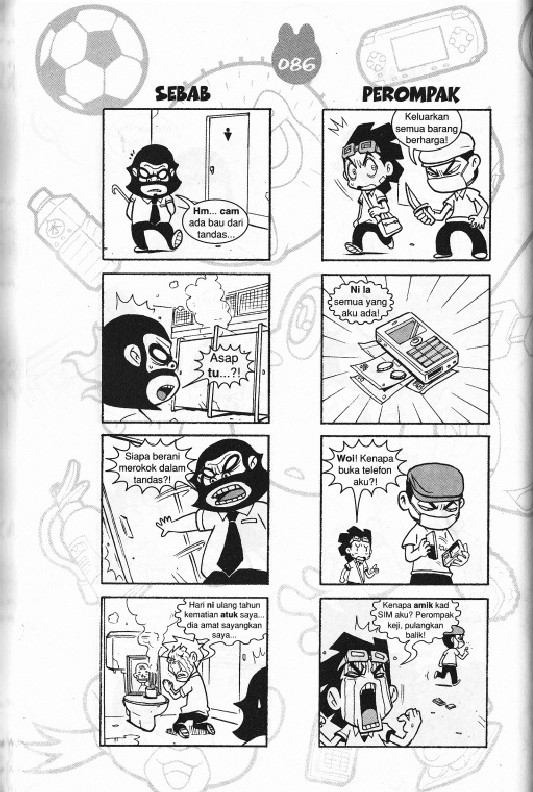 086
SEBAB
Hm... cam
ada bau dari
tandas...
Asap
tu...?!
Siapa berani
merokok dalam
tandas?!
Hari ni ulang tahun
kematian atuk saya...
dia amat sayangkan
saya...
PEROMPAK
Keluarkan
semua barang
berharga!!
Ni la
semua yang
aku ada!
Woi! Kenapa
buka telefon
aku?!
Kenapa amik kad
SIM aku? Perompak
keji, pulangkan
balik!